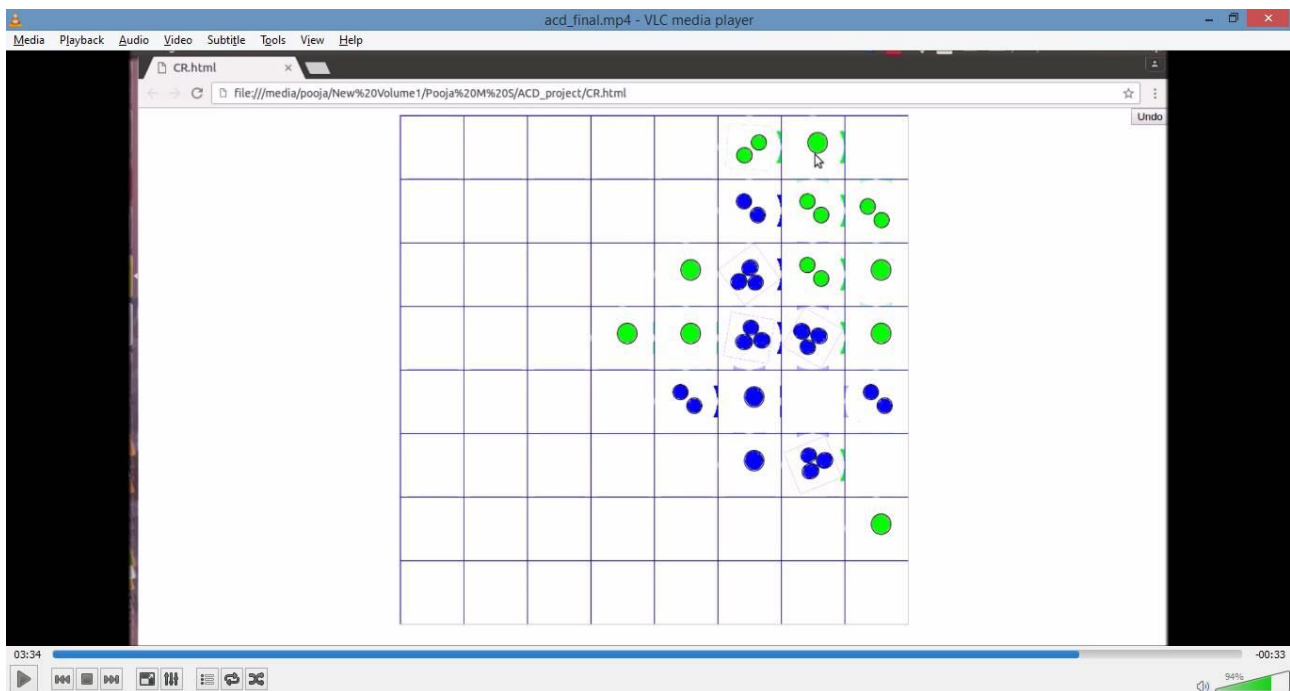 acd_final.mp4 - VLC media player
Media Playback Audio Video Subtitle Tools View Help
CR.html
file:///media/pooja/New%20Volume1/Pooja%20M%20S/ACD_project/CR.html
Undo
03:34
-00:33
94%